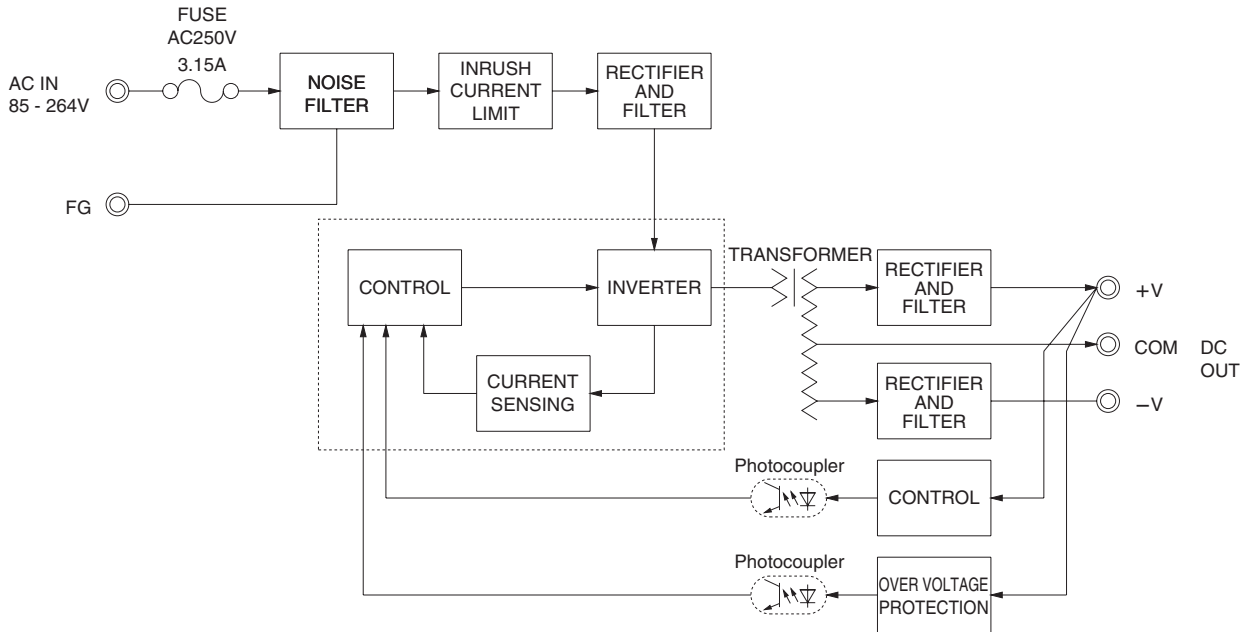 FUSE
AC250V
3.15A
AC IN
85 - 264V
NOISE
FILTER
INRUSH
CURRENT
LIMIT
RECTIFIER
AND
FILTER
FG
CONTROL
INVERTER
TRANSFORMER
RECTIFIER
AND
FILTER
+V
COM
DC
OUT
CURRENT
SENSING
RECTIFIER
AND
FILTER
−V
Photocoupler
CONTROL
Photocoupler
OVER VOLTAGE
PROTECTION